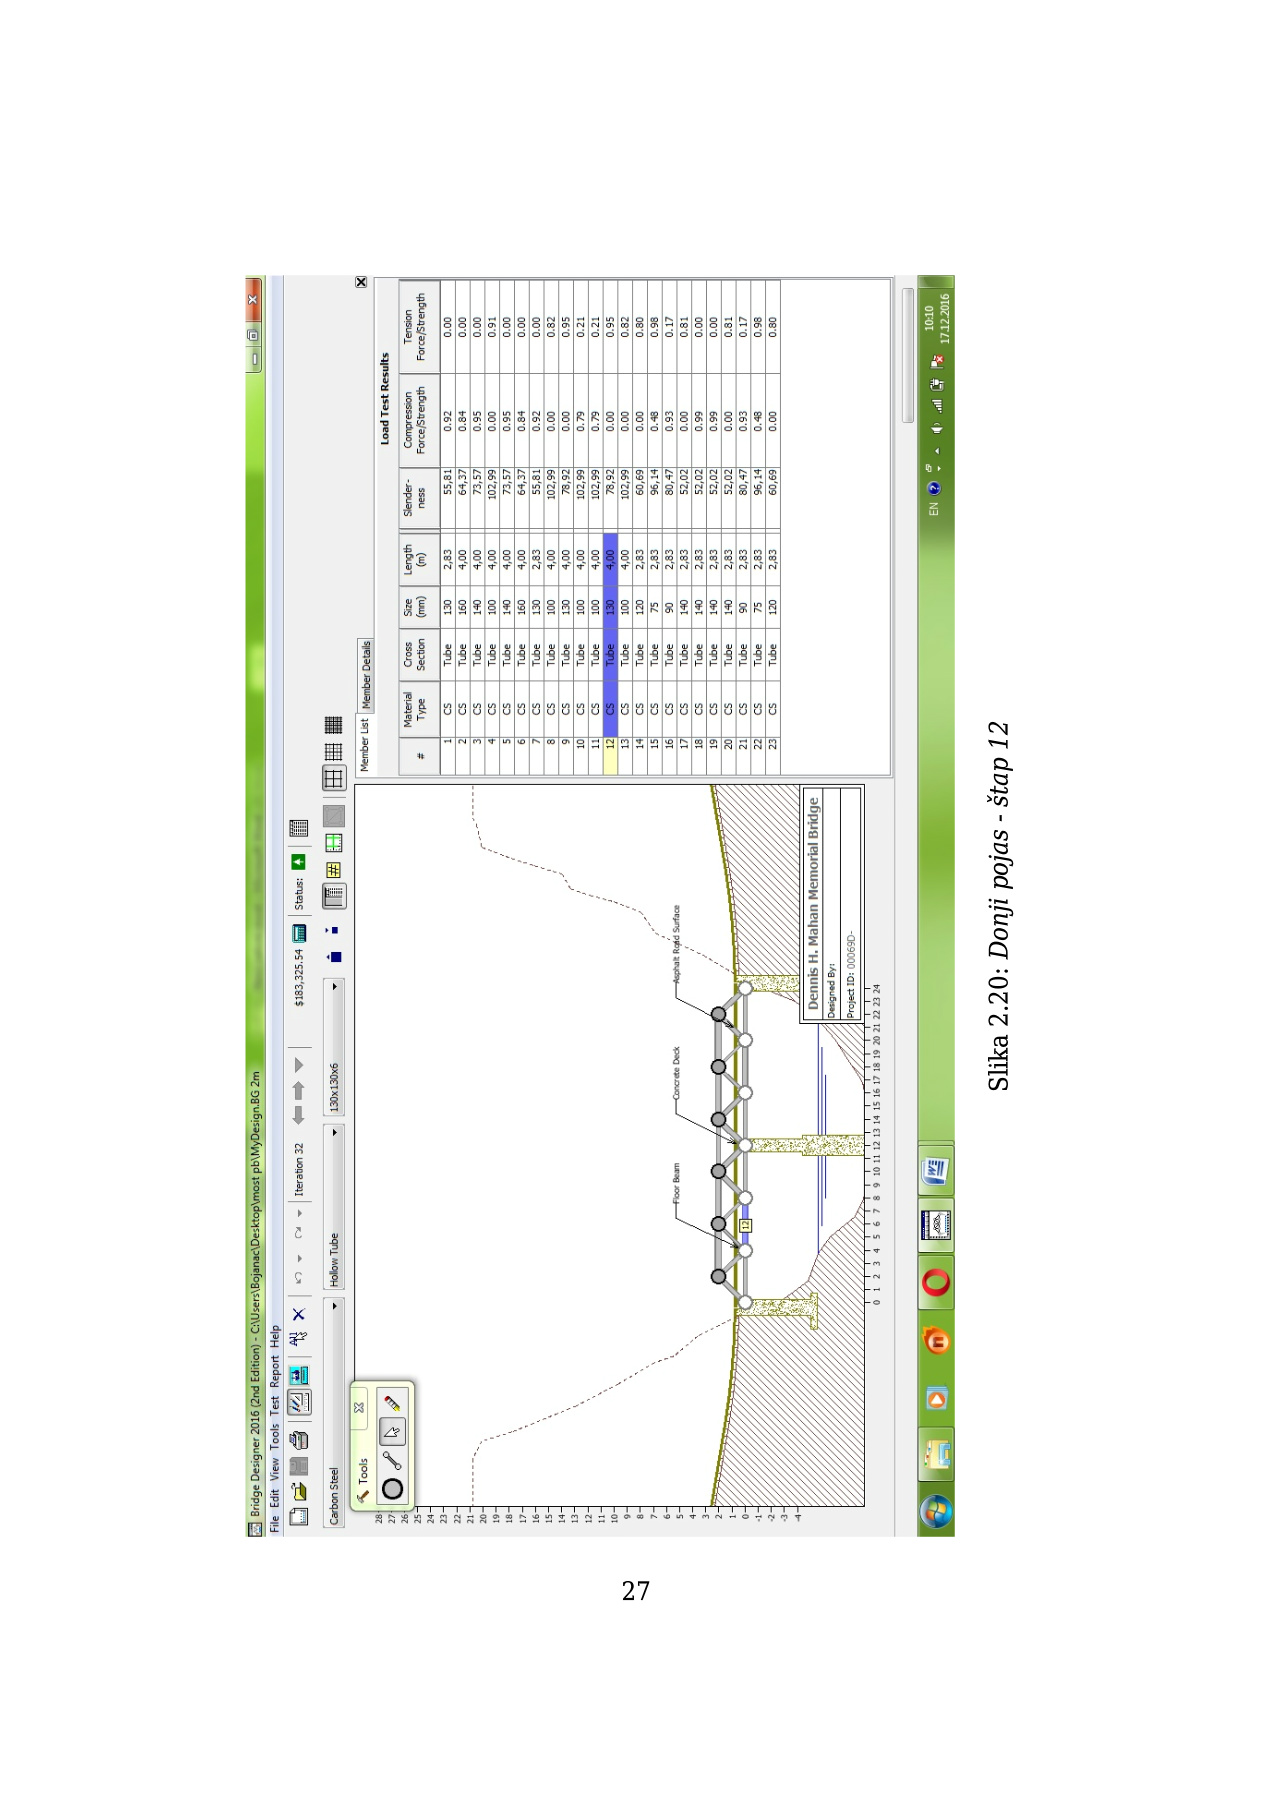 Bridge Designer 2016 (2nd Edition) - C:\Users\Bojanac\Desktop\most pb\MyDesign.BG 2m
File Edit View Tools Test Report Help
Iteration 32
$183,325.54
Status:
Carbon Steel
Hollow Tube
130x130x6
Tools
Member List
Member Details
Load Test Results
# Material Type Cross Section Size (mm) Length (m) Slender-ness Compression Force/Strength Tension Force/Strength
1 CS Tube 130 2,83 55,81 0.92 0.00
2 CS Tube 160 4,00 64,37 0.84 0.00
3 CS Tube 140 4,00 73,57 0.95 0.00
4 CS Tube 100 4,00 102,99 0.00 0.91
5 CS Tube 140 4,00 73,57 0.95 0.00
6 CS Tube 160 4,00 64,37 0.84 0.00
7 CS Tube 130 2,83 55,81 0.92 0.00
8 CS Tube 100 4,00 102,99 0.00 0.82
9 CS Tube 130 4,00 78,92 0.00 0.95
10 CS Tube 100 4,00 102,99 0.79 0.21
11 CS Tube 100 4,00 102,99 0.79 0.21
12 CS Tube 130 4,00 78,92 0.00 0.95
13 CS Tube 100 4,00 102,99 0.00 0.82
14 CS Tube 120 2,83 60,69 0.00 0.80
15 CS Tube 75 2,83 96,14 0.48 0.98
16 CS Tube 90 2,83 80,47 0.93 0.17
17 CS Tube 140 2,83 52,02 0.00 0.81
18 CS Tube 140 2,83 52,02 0.99 0.00
19 CS Tube 140 2,83 52,02 0.99 0.00
20 CS Tube 140 2,83 52,02 0.00 0.81
21 CS Tube 90 2,83 80,47 0.93 0.17
22 CS Tube 75 2,83 96,14 0.48 0.98
23 CS Tube 120 2,83 60,69 0.00 0.80
28
27
26
25
24
23
22
21
20
19
18
17
16
15
14
13
12
11
10
9
8
7
6
5
4
3
2
1
0
-1
-2
-3
-4
Floor Beam
Concrete Deck
Asphalt Road Surface
12
0 1 2 3 4 5 6 7 8 9 10 11 12 13 14 15 16 17 18 19 20 21 22 23 24
Dennis H. Mahan Memorial Bridge
Designed By:
Project ID: 00069D-
EN
10:10
17.12.2016
Slika 2.20: Donji pojas - štap 12
27